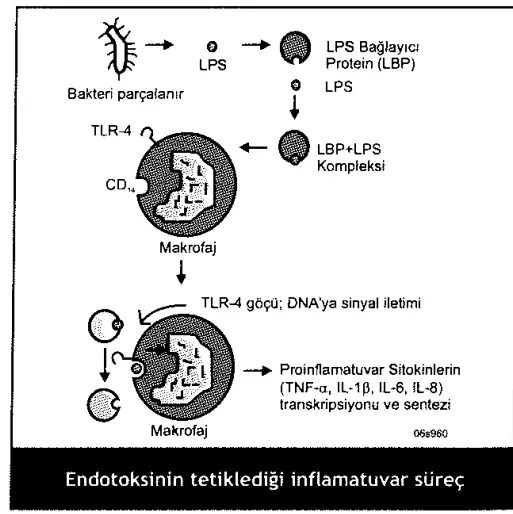 LPS
LPS Bağlayıcı
Protein (LBP)
Bakteri parçalanır
LPS
TLR-4
LBP+LPS
Kompleksi
CD₁₄
Makrofaj
TLR-4 göçü; DNA'ya sinyal iletimi
Proinflamatuvar Sitokinlerin
(TNF-α, IL-1β, IL-6, IL-8)
transkripsiyonu ve sentezi
Makrofaj
06s960
Endotoksinin tetiklediği inflamatuvar süreç